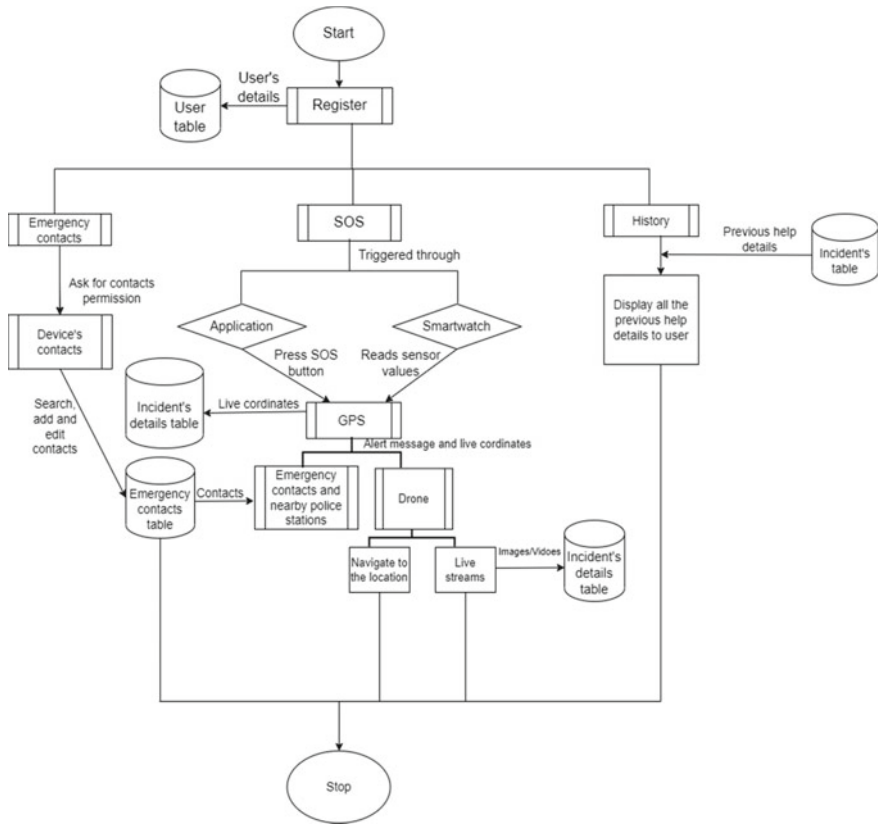 Start
User's
details
User
table
Register
Emergency
contacts
SOS
History
Previous help
details
Incident's
table
Triggered through
Ask for contacts
permission
Device's
contacts
Application
Smartwatch
Display all the
previous help
details to user
Press SOS
button
Reads sensor
values
Search,
add and
edit
contacts
Incident's
details table
Live cordinates
GPS
Alert message and live cordinates
Emergency
contacts
table
Contacts
Emergency
contacts and
nearby police
stations
Drone
Navigate to
the location
Live
streams
Images/Vidoes
Incident's
details
table
Stop